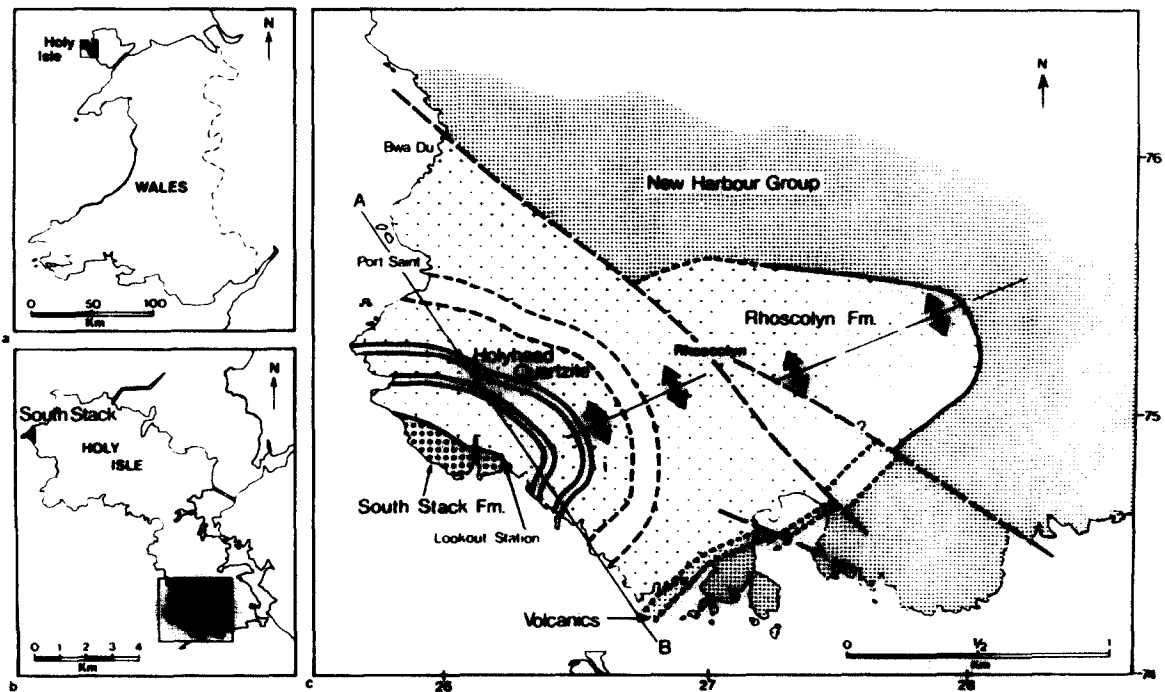 Holy
Isle
N
WALES
0 50 100
Km
a
N
South Stack
HOLY
ISLE
0 1 2 3 4
Km
b
N
76
Bwa Du
New Harbour Group
A
Port Saint
Rhoscolyn Fm.
Rhoscolyn
Holyhead
Quartzite
75
?
South Stack Fm.
Lookout Station
Volcanics
B
0 1/2 1
Km
74
c
26 27 28